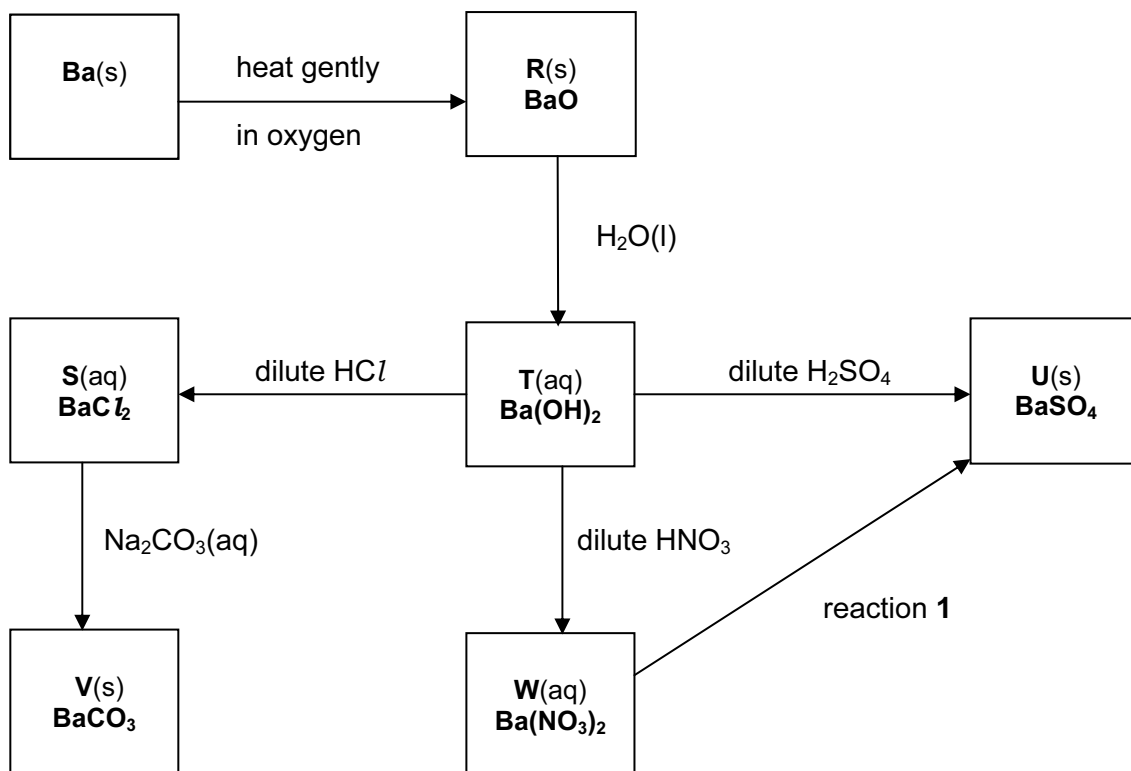 Ba(s)
heat gently
in oxygen
R(s)
BaO
H₂O(l)
S(aq)
BaCl₂
dilute HCl
T(aq)
Ba(OH)₂
dilute H₂SO₄
U(s)
BaSO₄
Na₂CO₃(aq)
dilute HNO₃
reaction 1
V(s)
BaCO₃
W(aq)
Ba(NO₃)₂